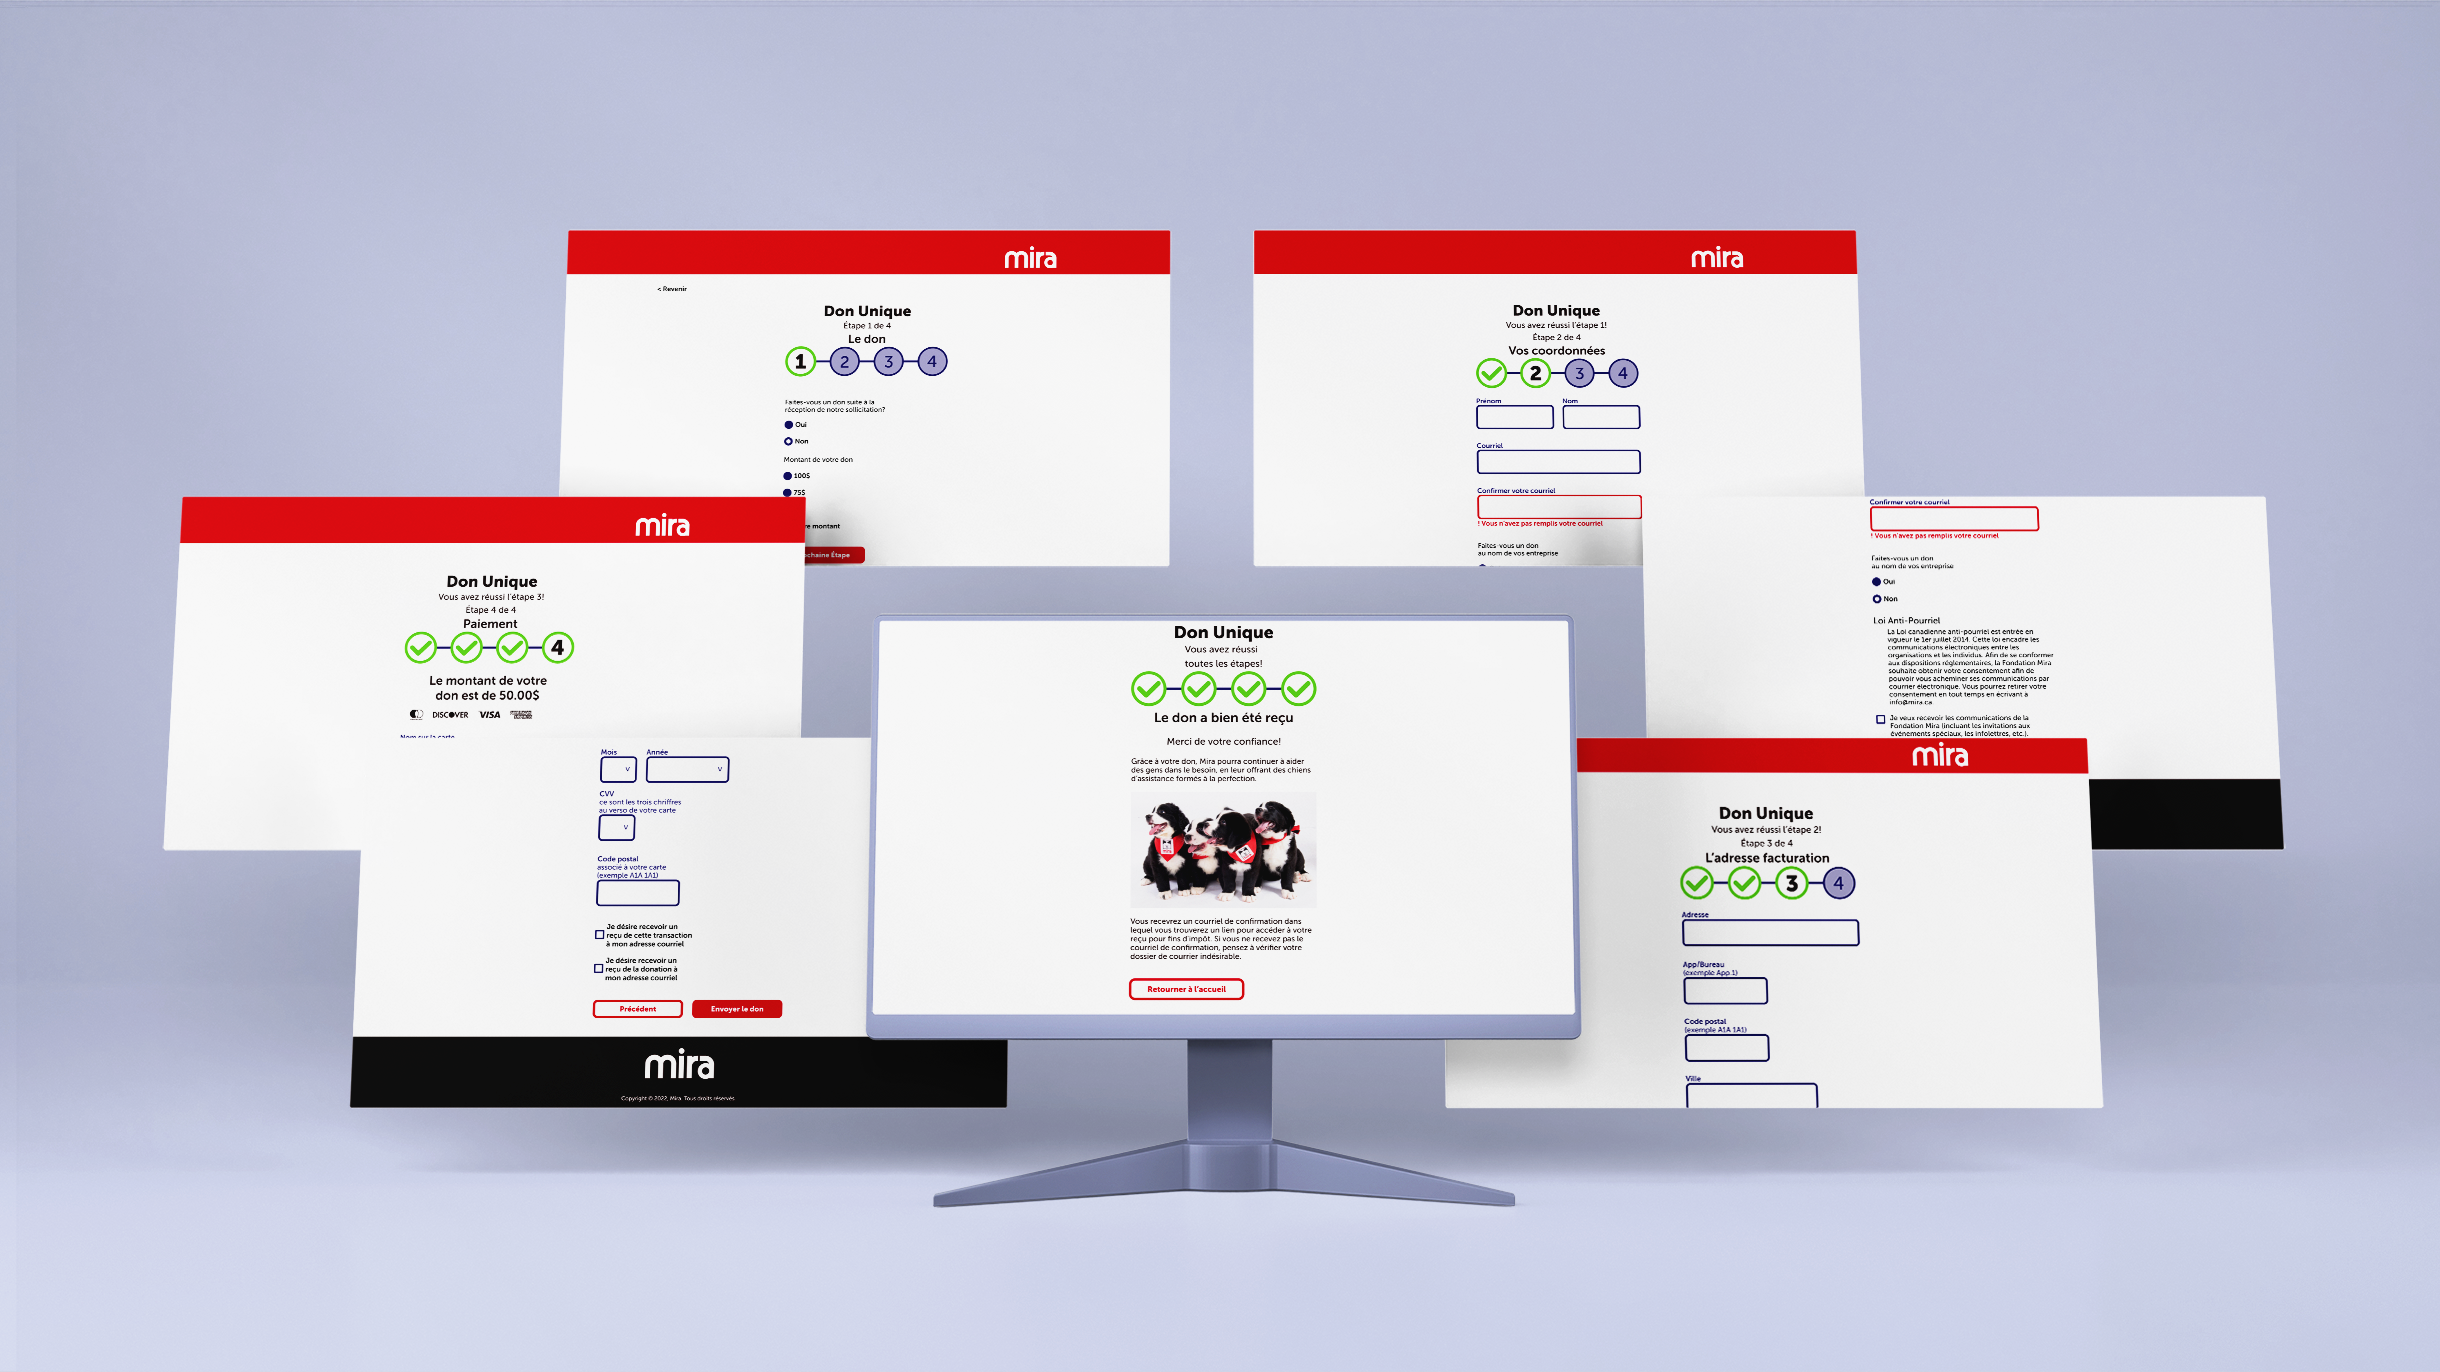 mira
< Revenir
Don Unique
Étape 1 de 4
Le don
1 2 3 4
Faites-vous un don suite à la
réception de notre sollicitation?
Oui
Non
Montant de votre don
100$
75$
re montant
chaine Étape
mira
Don Unique
Vous avez réussi l'étape 1!
Étape 2 de 4
Vos coordonnées
2 3 4
Prénom Nom
Courriel
Confirmer votre courriel
! Vous n'avez pas remplis votre courriel
Faites-vous un don
au nom de vos entreprise
mira
Don Unique
Vous avez réussi l'étape 3!
Étape 4 de 4
Paiement
4
Le montant de votre
don est de 50.00$
DISCOVER VISA
Nom sur la carte
Confirmer votre courriel
! Vous n'avez pas remplis votre courriel
Faites-vous un don
au nom de vos entreprise
Oui
Non
Loi Anti-Pourriel
La Loi canadienne anti-pourriel est entrée en
vigueur le 1er juillet 2014. Cette loi encadre les
communications électroniques entre les
organisations et les individus. Afin de se conformer
aux dispositions réglementaires, la Fondation Mira
souhaite obtenir votre consentement afin de
pouvoir vous acheminer ses communications par
courrier électronique. Vous pourrez retirer votre
consentement en tout temps en écrivant à
info@mira.ca
Je veux recevoir les communications de la
Fondation Mira (incluant les invitations aux
événements spéciaux, les infolettres, etc.).
Mois Année
v v
CVV
ce sont les trois chriffres
au verso de votre carte
v
Code postal
associé à votre carte
(exemple A1A 1A1)
Je désire recevoir un
reçu de cette transaction
à mon adresse courriel
Je désire recevoir un
reçu de la donation à
mon adresse courriel
Précédent Envoyer le don
mira
Copyright © 2022, Mira. Tous droits réservés
Don Unique
Vous avez réussi
toutes les étapes!
Le don a bien été reçu
Merci de votre confiance!
Grâce à votre don, Mira pourra continuer à aider
des gens dans le besoin, en leur offrant des chiens
d'assistance formés à la perfection.
Vous recevrez un courriel de confirmation dans
lequel vous trouverez un lien pour accéder à votre
reçu pour fins d'impôt. Si vous ne recevez pas le
courriel de confirmation, pensez à vérifier votre
dossier de courrier indésirable.
Retourner à l'accueil
mira
Don Unique
Vous avez réussi l'étape 2!
Étape 3 de 4
L'adresse facturation
3 4
Adresse
App/Bureau
(exemple App 1)
Code postal
(exemple A1A 1A1)
Ville